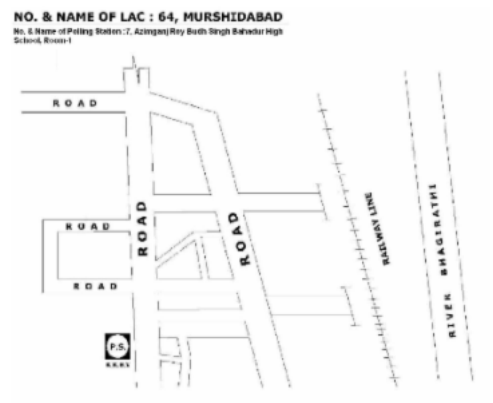 NO. & NAME OF LAC : 64, MURSHIDABAD
No. & Name of Polling Station :7, Azimganj Roy Budh Singh Bahadur High
School, Room-1
ROAD
ROAD
ROAD
ROAD
ROAD
RAILWAY LINE
RIVER BHAGIRATHI
P.S.